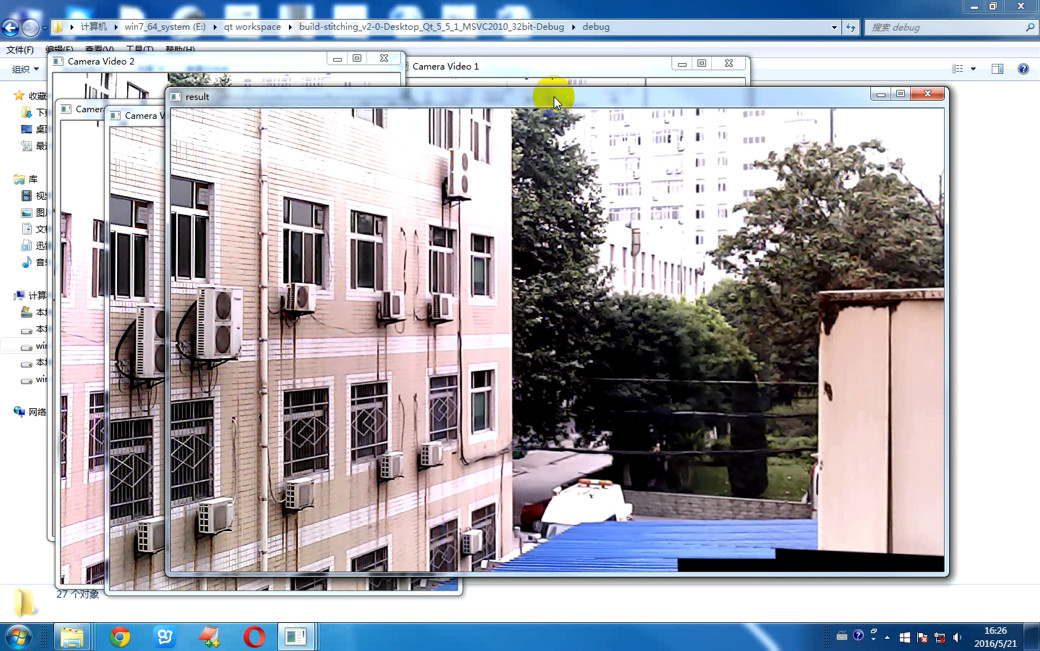 计算机 ▸ win7_64_system (E:) ▸ qt workspace ▸ build-stitching_v2-0-Desktop_Qt_5_5_1_MSVC2010_32bit-Debug ▸ debug
搜索 debug
文件(F) 编辑(E) 查看(V) 工具(T) 帮助(H)
组织
Camera Video 2
Camera Video 1
收藏
result
Camer
Camera V
下
桌
最
库
视
图
文
迅
音
计算
本
本
win
本
win
网络
27 个对象
16:26
2016/5/21